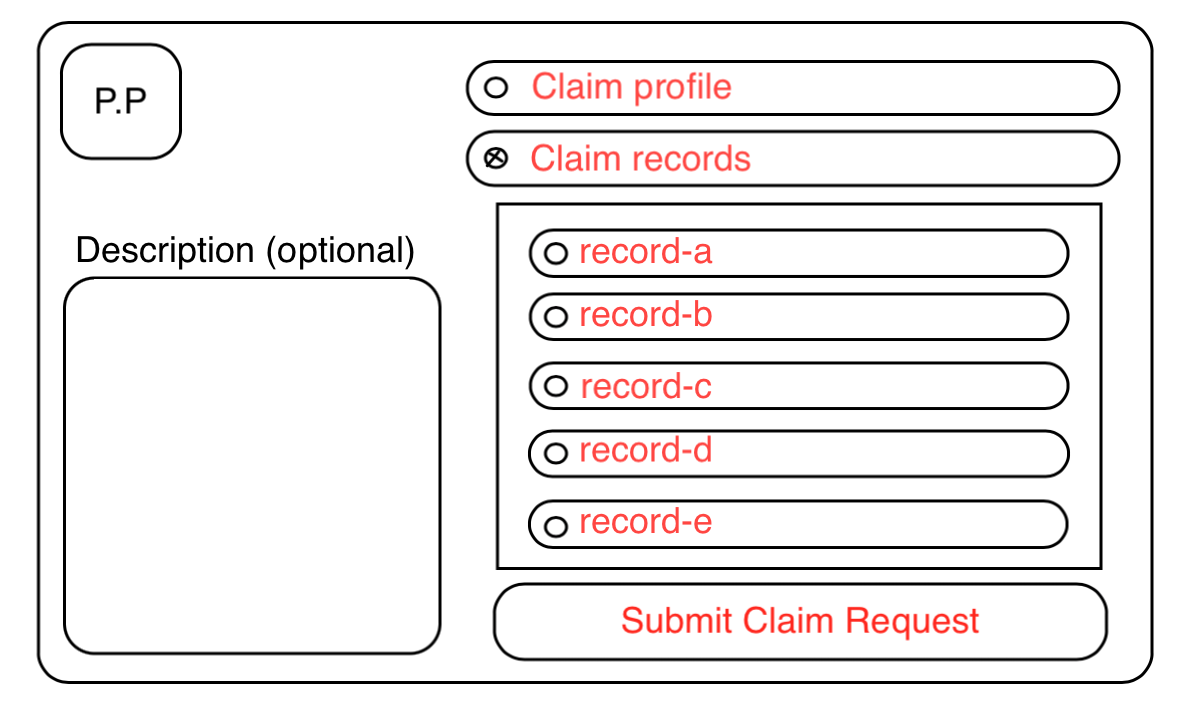 P.P
Description (optional)
Claim profile
Claim records
record-a
record-b
record-c
record-d
record-e
Submit Claim Request